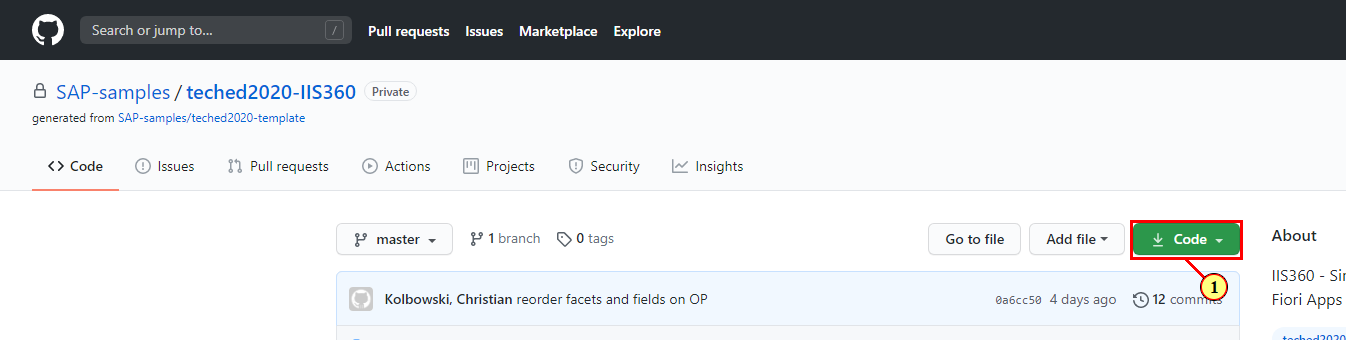 Search or jump to... /
Pull requests Issues Marketplace Explore
SAP-samples / teched2020-IIS360 Private
generated from SAP-samples/teched2020-template
Code Issues Pull requests Actions Projects Security Insights
master 1 branch 0 tags Go to file Add file Code About
IIS360 - Sir
Kolbowski, Christian reorder facets and fields on OP 0a6cc50 4 days ago 12 commits 1
Fiori Apps
teched2020